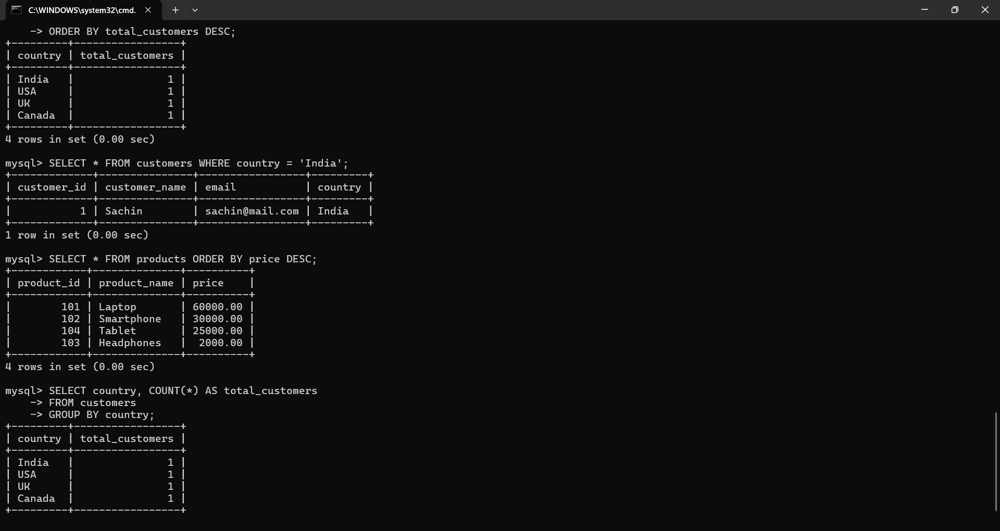 C:\WINDOWS\system32\cmd.
    -> ORDER BY total_customers DESC;
+---------+-----------------+
| country | total_customers |
+---------+-----------------+
| India   |               1 |
| USA     |               1 |
| UK      |               1 |
| Canada  |               1 |
+---------+-----------------+
4 rows in set (0.00 sec)

mysql> SELECT * FROM customers WHERE country = 'India';
+-------------+---------------+-----------------+---------+
| customer_id | customer_name | email           | country |
+-------------+---------------+-----------------+---------+
|           1 | Sachin        | sachin@mail.com | India   |
+-------------+---------------+-----------------+---------+
1 row in set (0.00 sec)

mysql> SELECT * FROM products ORDER BY price DESC;
+------------+--------------+----------+
| product_id | product_name | price    |
+------------+--------------+----------+
|        101 | Laptop       | 60000.00 |
|        102 | Smartphone   | 30000.00 |
|        104 | Tablet       | 25000.00 |
|        103 | Headphones   |  2000.00 |
+------------+--------------+----------+
4 rows in set (0.00 sec)

mysql> SELECT country, COUNT(*) AS total_customers
    -> FROM customers
    -> GROUP BY country;
+---------+-----------------+
| country | total_customers |
+---------+-----------------+
| India   |               1 |
| USA     |               1 |
| UK      |               1 |
| Canada  |               1 |
+---------+-----------------+